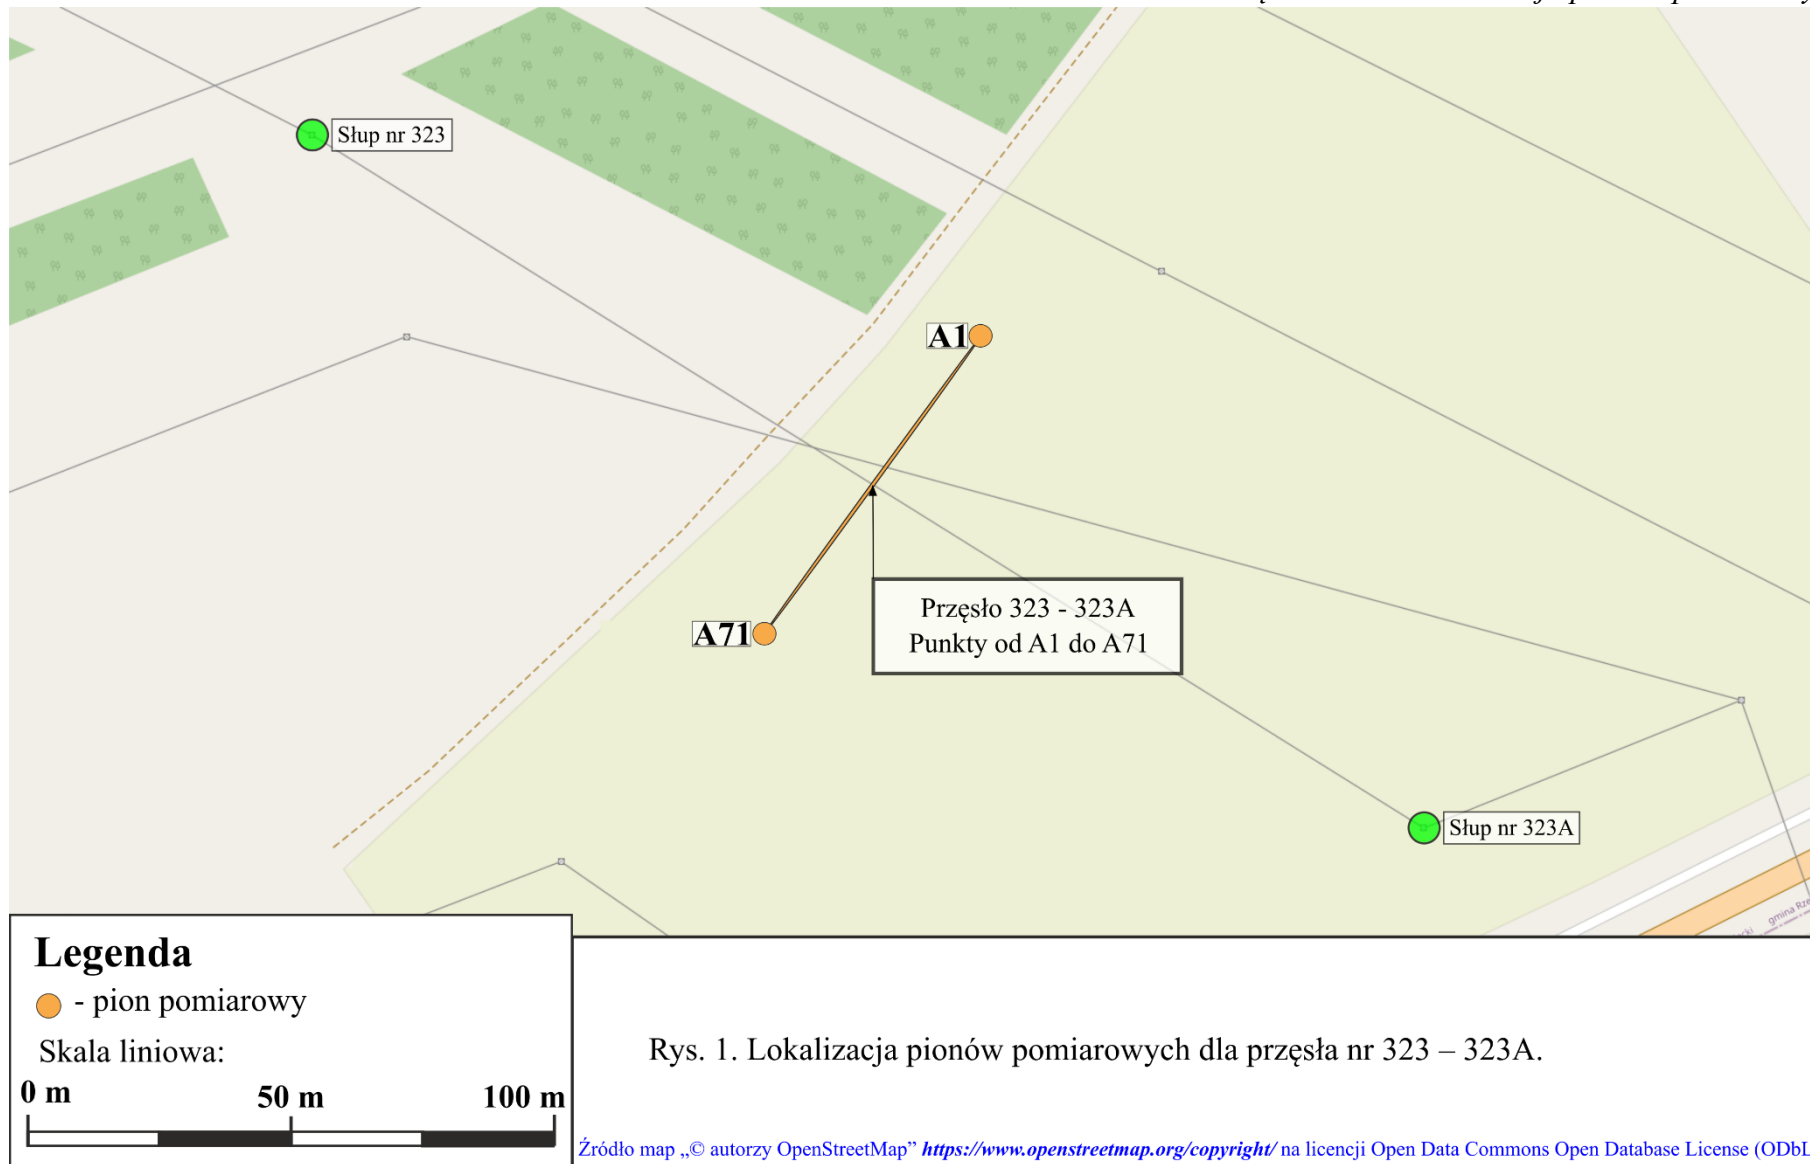 Słup nr 323
A1
Przęsło 323 - 323A
Punkty od A1 do A71
A71
Słup nr 323A
Legenda
- pion pomiarowy
Skala liniowa:
0 m 50 m 100 m
Rys. 1. Lokalizacja pionów pomiarowych dla przęsła nr 323 – 323A.
Źródło map „© autorzy OpenStreetMap” https://www.openstreetmap.org/copyright/ na licencji Open Data Commons Open Database License (ODbL
gmina Rze